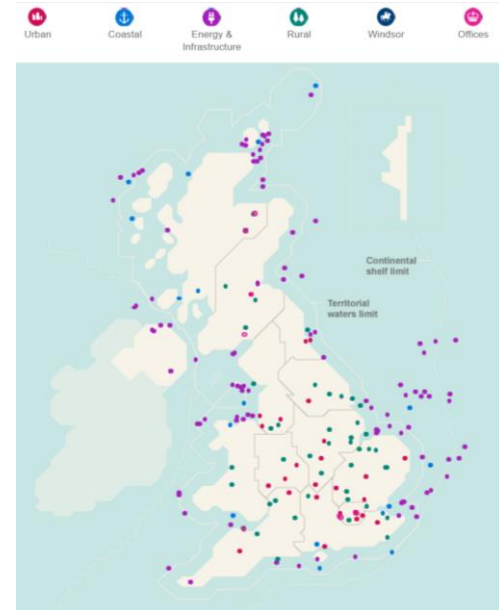 Urban
Coastal
Energy &
Infrastructure
Rural
Windsor
Offices
Continental
shelf limit
Territorial
waters limit